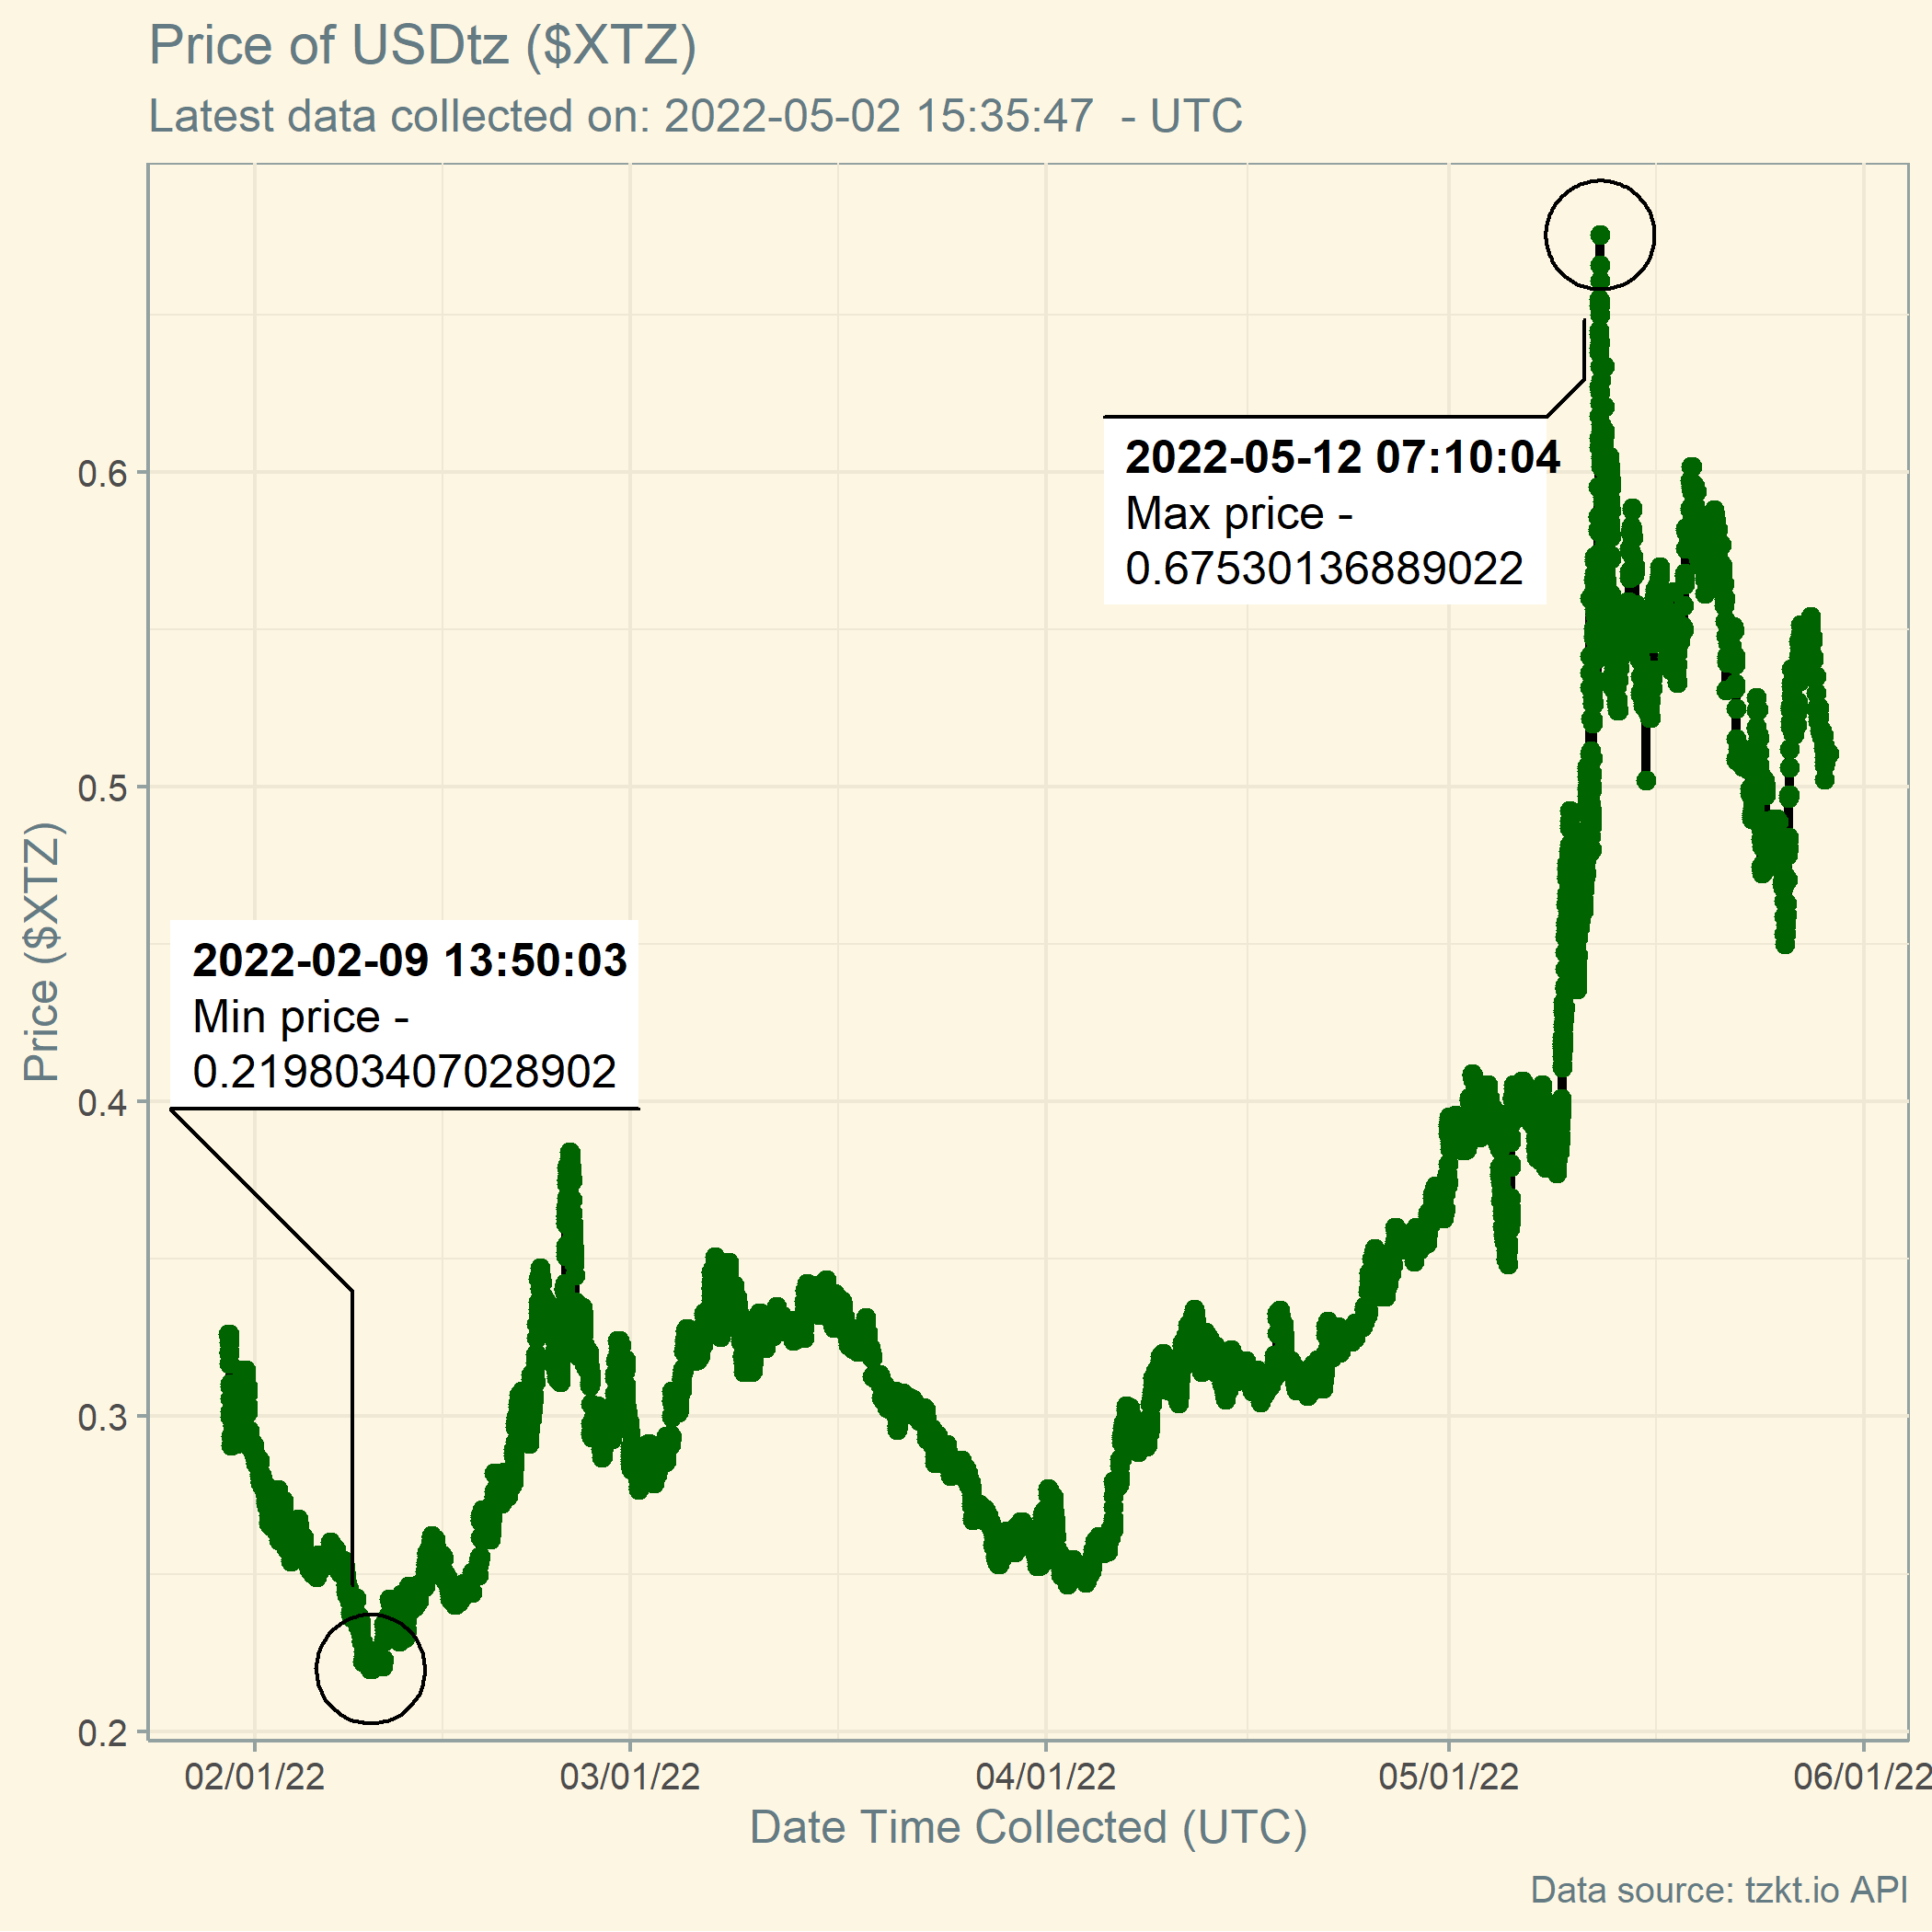 Price of USDtz ($XTZ)
Latest data collected on: 2022-05-02 15:35:47  - UTC
2022-05-12 07:10:04
Max price -
0.67530136889022
2022-02-09 13:50:03
Min price -
0.219803407028902
Price ($XTZ)
0.6
0.5
0.4
0.3
0.2
02/01/22
03/01/22
04/01/22
05/01/22
06/01/22
Date Time Collected (UTC)
Data source: tzkt.io API